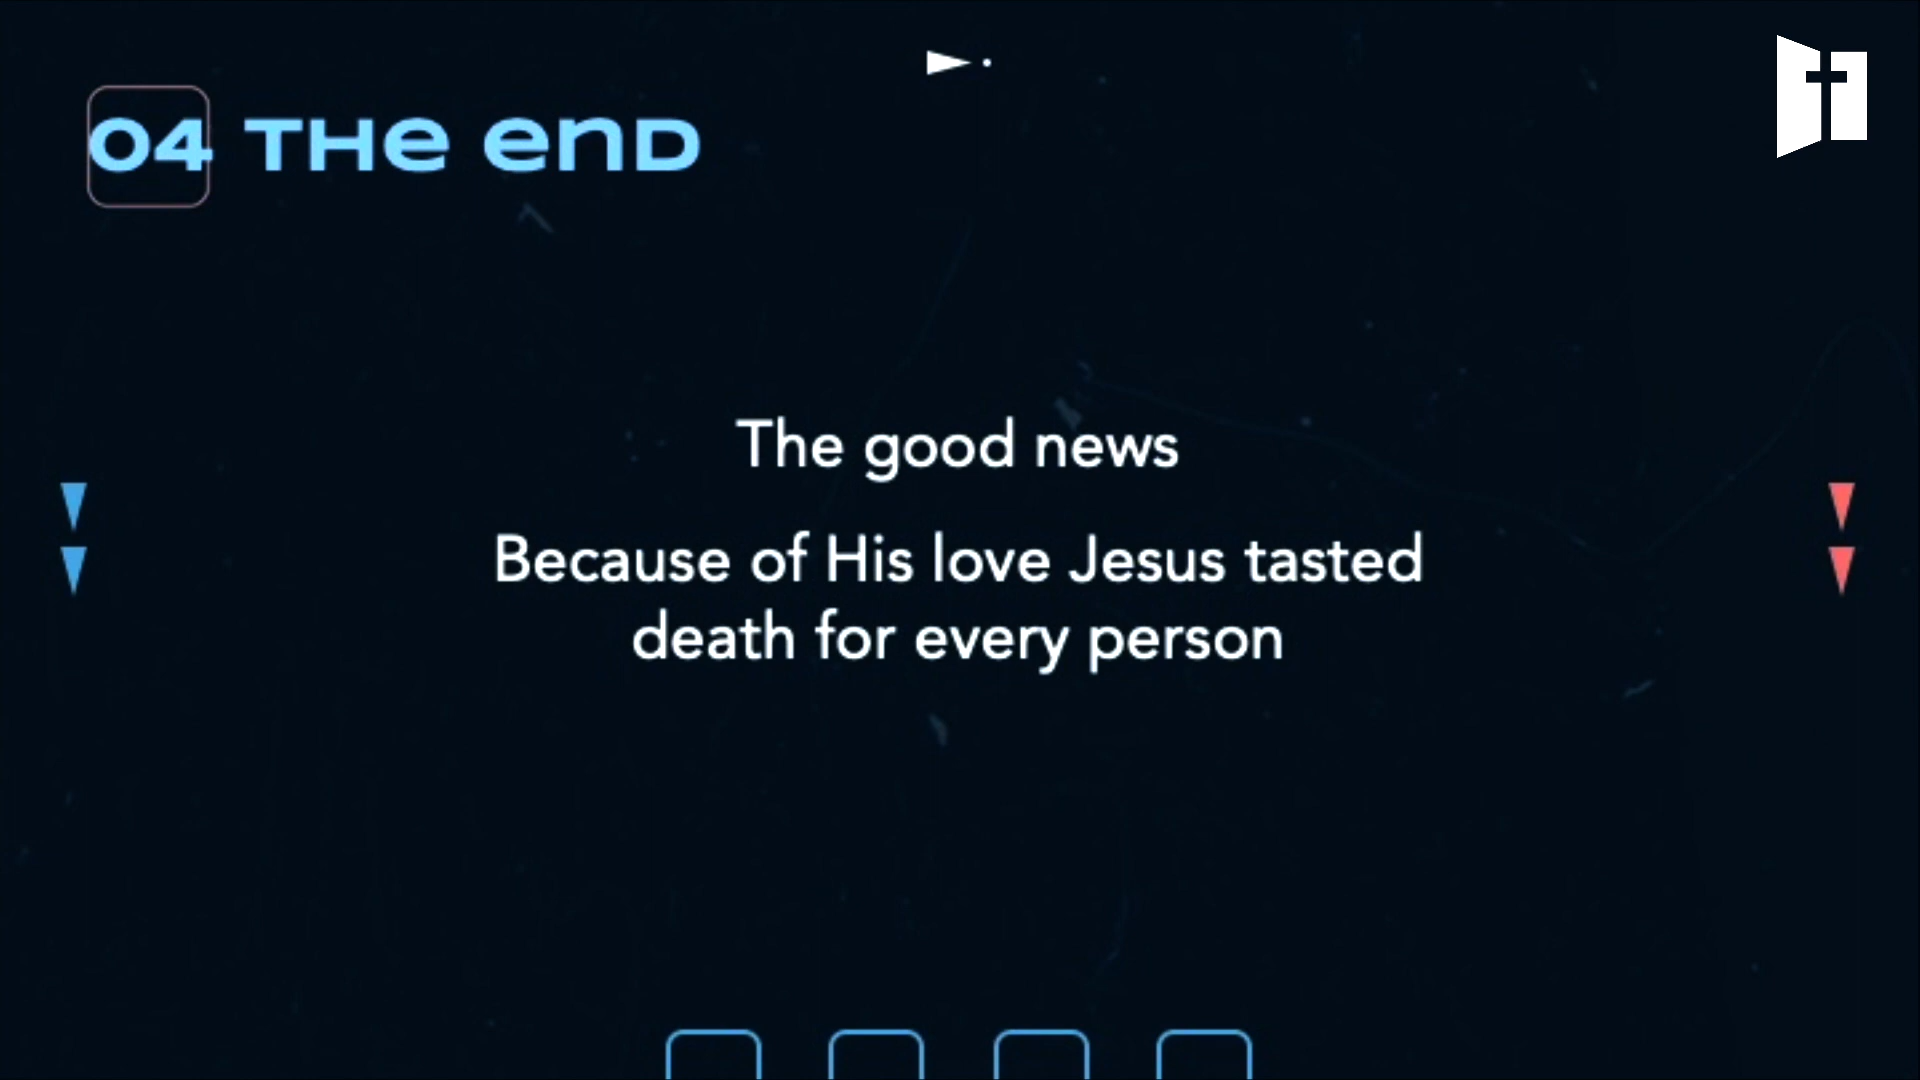 04 THe enD
The good news
Because of His love Jesus tasted
death for every person